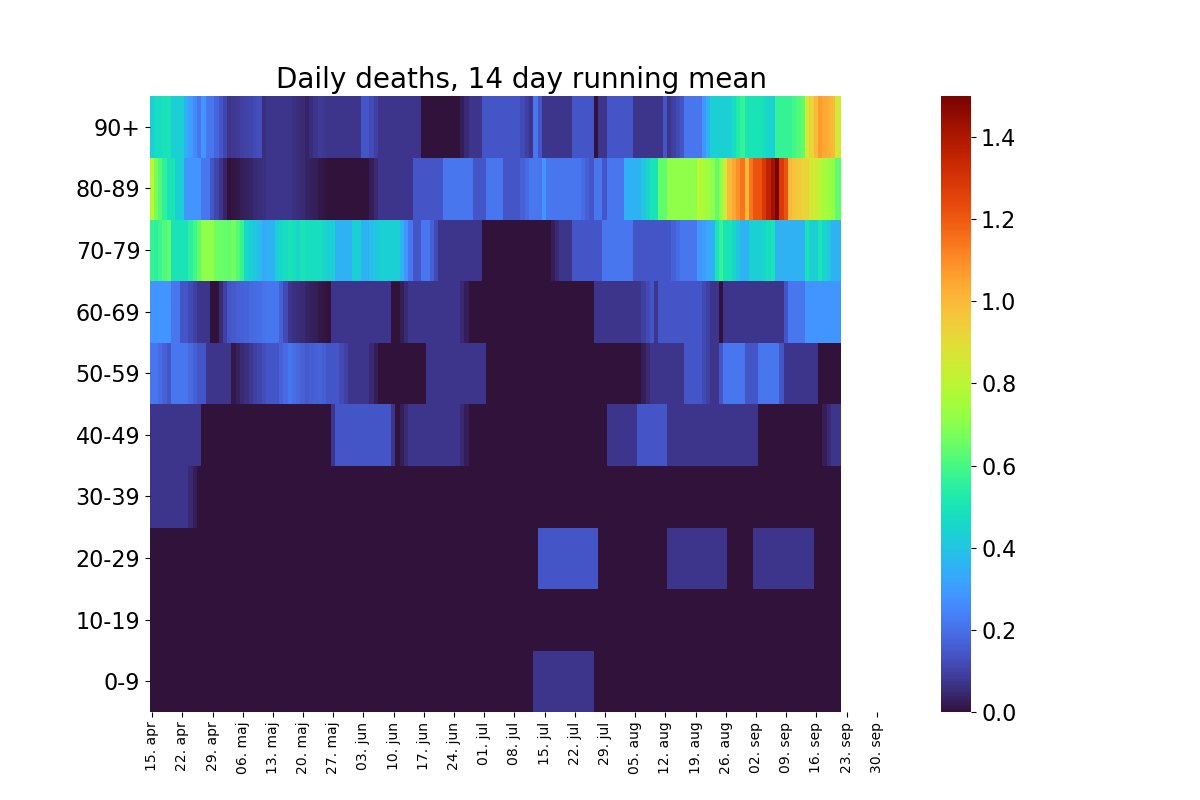 Daily deaths, 14 day running mean
90+
80-89
70-79
60-69
50-59
40-49
30-39
20-29
10-19
0-9
15. apr
22. apr
29. apr
06. maj
13. maj
20. maj
27. maj
03. jun
10. jun
17. jun
24. jun
01. jul
08. jul
15. jul
22. jul
29. jul
05. aug
12. aug
19. aug
26. aug
02. sep
09. sep
16. sep
23. sep
30. sep
1.4
1.2
1.0
0.8
0.6
0.4
0.2
0.0